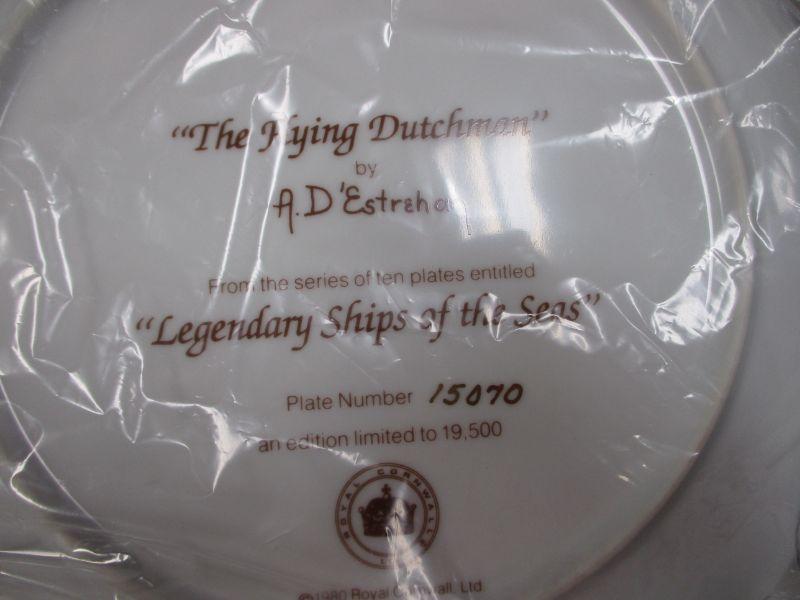 “The Flying Dutchman”
by
A. D'Estreha
From the series of ten plates entitled
“Legendary Ships of the Seas”
Plate Number 15070
an edition limited to 19,500
ROYAL CORNWALL
©1980 Royal Cornwall, Ltd.